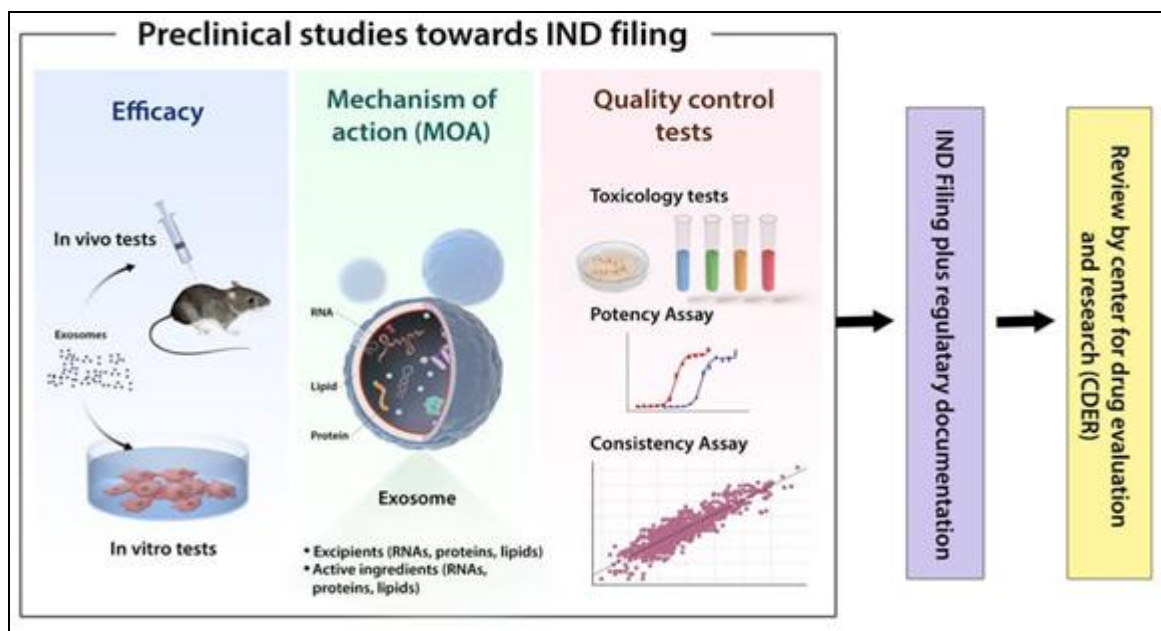 Preclinical studies towards IND filing
Efficacy
In vivo tests
Exosomes
In vitro tests
Mechanism of
action (MOA)
RNA
Lipid
Protein
Exosome
• Excipients (RNAs, proteins, lipids)
• Active ingredients (RNAs,
proteins, lipids)
Quality control
tests
Toxicology tests
Potency Assay
Consistency Assay
IND Filing plus regulatary documentation
Review by center for drug evaluation
and research (CDER)